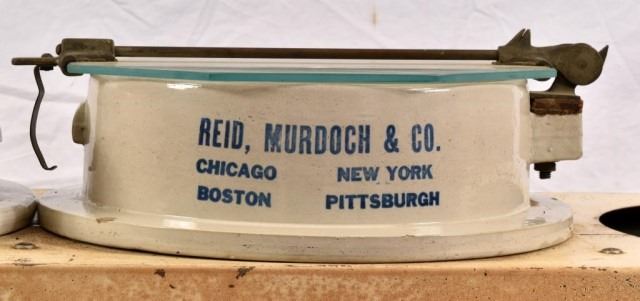 REID, MURDOCH & CO.
CHICAGO NEW YORK
BOSTON PITTSBURGH